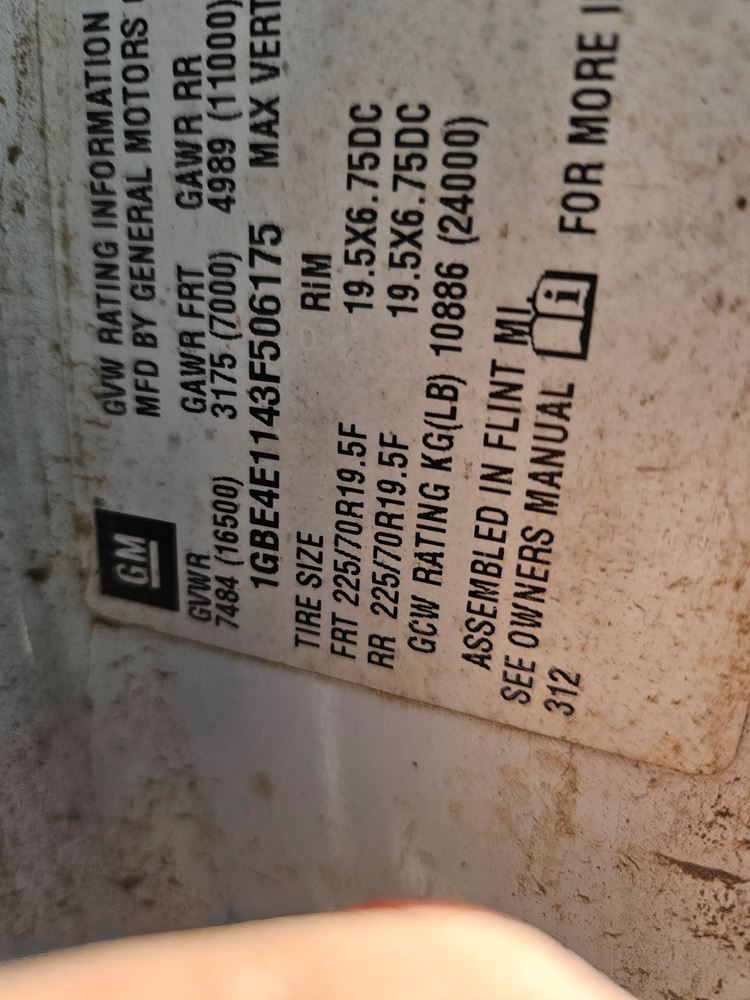 GM
GVW RATING INFORMATION
MFD BY GENERAL MOTORS
GVWR GAWR FRT GAWR RR
7484 (16500) 3175 (7000) 4989 (11000)
1GBE4E1143F506175 MAX VERT
TIRE SIZE RIM
FRT 225/70R19.5F 19.5X6.75DC
RR 225/70R19.5F 19.5X6.75DC
GCW RATING KG(LB) 10886 (24000)
ASSEMBLED IN FLINT MI.
SEE OWNERS MANUAL i FOR MORE
312